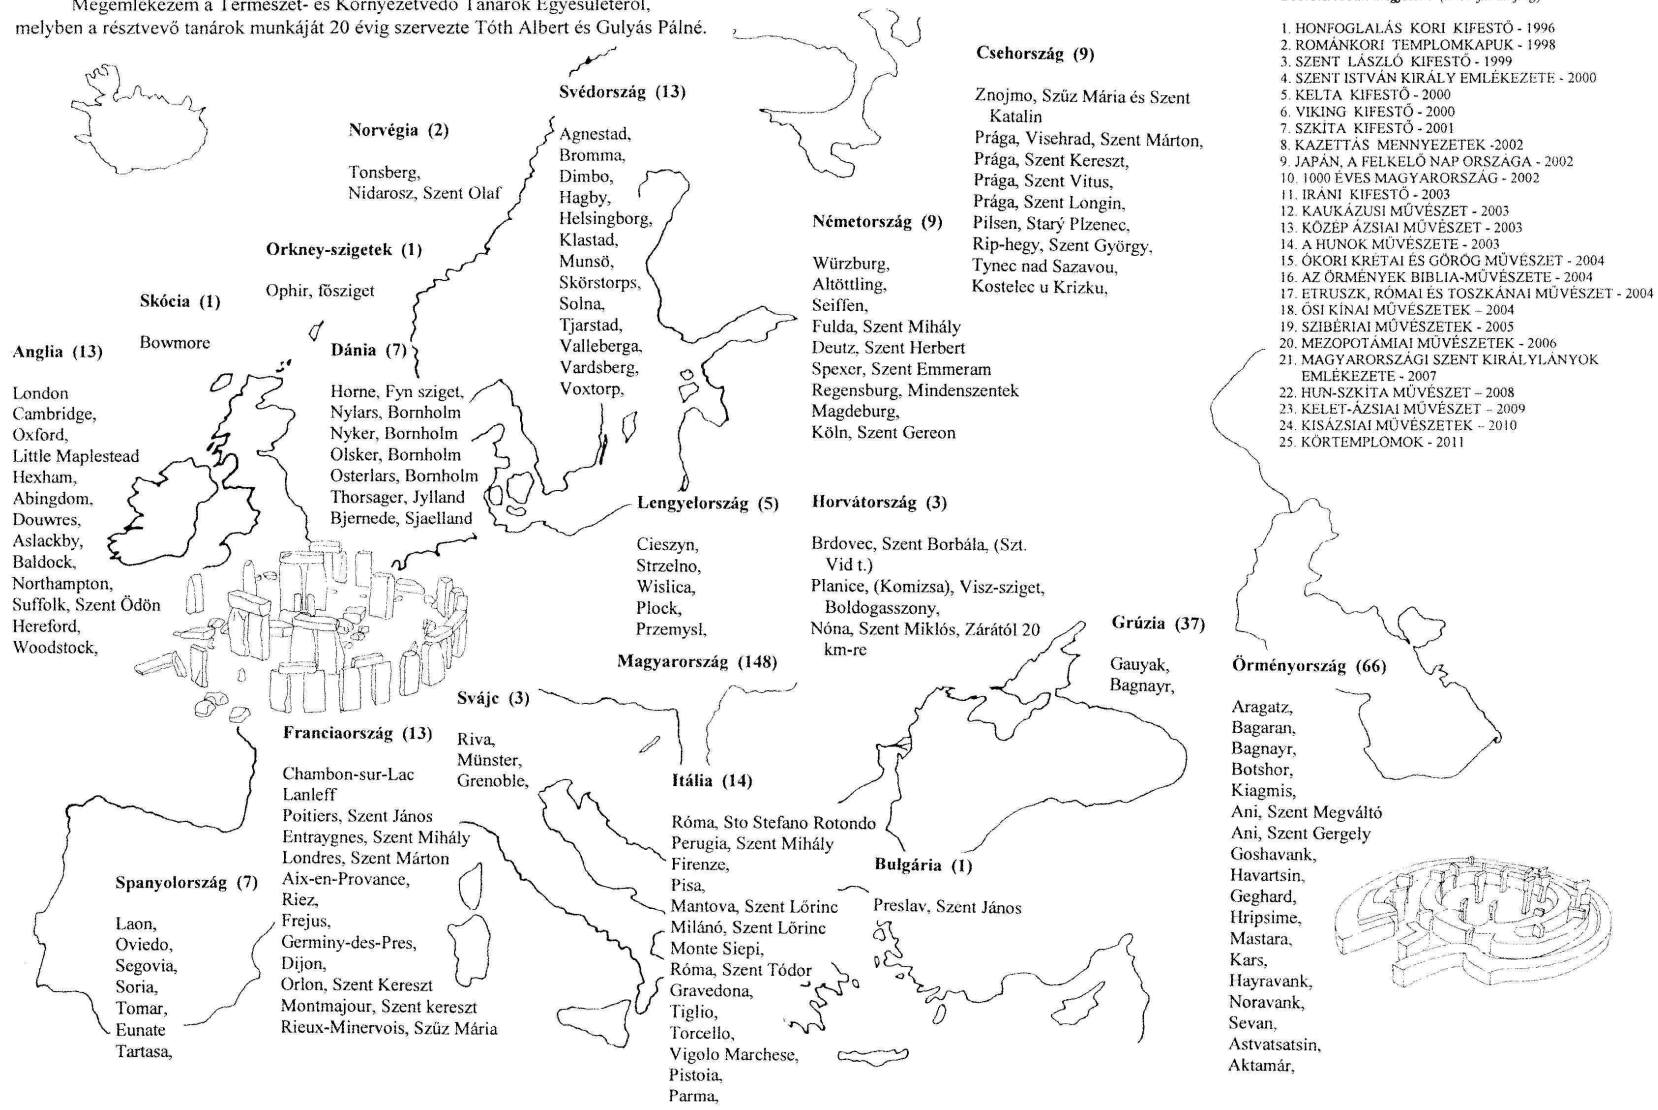 Megemlékezem a Természet- és Környezetvédő Tanárok Egyesületéről,
melyben a résztvevő tanárok munkáját 20 évig szervezte Tóth Albert és Gulyás Pálné.
1. HONFOGLALÁS KORI KIFESTŐ - 1996
2. ROMÁNKORI TEMPLOMKAPUK - 1998
3. SZENT LÁSZLÓ KIFESTŐ - 1999
4. SZENT ISTVÁN KIRÁLY EMLÉKEZETE - 2000
5. KELTA KIFESTŐ - 2000
6. VIKING KIFESTŐ - 2000
7. SZKÍTA KIFESTŐ - 2001
8. KAZETTÁS MENNYEZETEK -2002
9. JAPÁN, A FELKELŐ NAP ORSZÁGA - 2002
10. 1000 ÉVES MAGYARORSZÁG - 2002
11. IRÁNI KIFESTŐ - 2003
12. KAUKÁZUSI MŰVÉSZET - 2003
13. KÖZÉP ÁZSIAI MŰVÉSZET - 2003
14. A HUNOK MŰVÉSZETE - 2003
15. ÓKORI KRÉTAI ÉS GÖRÖG MŰVÉSZET - 2004
16. AZ ÖRMÉNYEK BIBLIA-MŰVÉSZETE - 2004
17. ETRUSZK, RÓMAI ÉS TOSZKÁNAI MŰVÉSZET - 2004
18. ŐSI KÍNAI MŰVÉSZETEK – 2004
19. SZIBÉRIAI MŰVÉSZETEK - 2005
20. MEZOPOTÁMIAI MŰVÉSZETEK - 2006
21. MAGYARORSZÁGI SZENT KIRÁLYLÁNYOK
EMLÉKEZETE - 2007
22. HUN-SZKÍTA MŰVÉSZET – 2008
23. KELET-ÁZSIAI MŰVÉSZET – 2009
24. KISÁZSIAI MŰVÉSZETEK – 2010
25. KÖRTEMPLOMOK - 2011
Csehország (9)
Znojmo, Szűz Mária és Szent
Katalin
Prága, Visehrad, Szent Márton,
Prága, Szent Kereszt,
Prága, Szent Vitus,
Prága, Szent Longin,
Pilsen, Starý Plzenec,
Rip-hegy, Szent György,
Tynec nad Sazavou,
Kostelec u Krizku,
Svédország (13)
Agnestad,
Bromma,
Dimbo,
Hagby,
Helsingborg,
Klastad,
Munsö,
Skörstorps,
Solna,
Tjarstad,
Valleberga,
Vardsberg,
Voxtorp,
Norvégia (2)
Tonsberg,
Nidarosz, Szent Olaf
Németország (9)
Würzburg,
Altöttling,
Seiffen,
Fulda, Szent Mihály
Deutz, Szent Herbert
Spexer, Szent Emmeram
Regensburg, Mindenszentek
Magdeburg,
Köln, Szent Gereon
Orkney-szigetek (1)
Ophir, fősziget
Skócia (1)
Bowmore
Anglia (13)
London
Cambridge,
Oxford,
Little Maplestead
Hexham,
Abingdom,
Douwres,
Aslackby,
Baldock,
Northampton,
Suffolk, Szent Ödön
Hereford,
Woodstock,
Dánia (7)
Horne, Fyn sziget,
Nylars, Bornholm
Nyker, Bornholm
Olsker, Bornholm
Osterlars, Bornholm
Thorsager, Jylland
Bjernede, Sjaelland
Lengyelország (5)
Cieszyn,
Strzelno,
Wislica,
Plock,
Przemysl,
Horvátország (3)
Brdovec, Szent Borbála, (Szt.
Vid t.)
Planice, (Komizsa), Visz-sziget,
Boldogasszony,
Nóna, Szent Miklós, Zárától 20
km-re
Grúzia (37)
Gauyak,
Bagnayr,
Magyarország (148)
Örményország (66)
Aragatz,
Bagaran,
Bagnayr,
Botshor,
Kiagmis,
Ani, Szent Megváltó
Ani, Szent Gergely
Goshavank,
Havartsin,
Geghard,
Hripsime,
Mastara,
Kars,
Hayravank,
Noravank,
Sevan,
Astvatsatsin,
Aktamár,
Svájc (3)
Riva,
Münster,
Grenoble,
Franciaország (13)
Chambon-sur-Lac
Lanleff
Poitiers, Szent János
Entraygnes, Szent Mihály
Londres, Szent Márton
Aix-en-Provance,
Riez,
Frejus,
Germiny-des-Pres,
Dijon,
Orlon, Szent Kereszt
Montmajour, Szent kereszt
Rieux-Minervois, Szűz Mária
Itália (14)
Róma, Sto Stefano Rotondo
Perugia, Szent Mihály
Firenze,
Pisa,
Mantova, Szent Lőrinc
Milánó, Szent Lőrinc
Monte Siepi,
Róma, Szent Tódor
Gravedona,
Tiglio,
Torcello,
Vigolo Marchese,
Pistoia,
Parma,
Bulgária (1)
Preslav, Szent János
Spanyolország (7)
Laon,
Oviedo,
Segovia,
Soria,
Tomar,
Eunate
Tartasa,